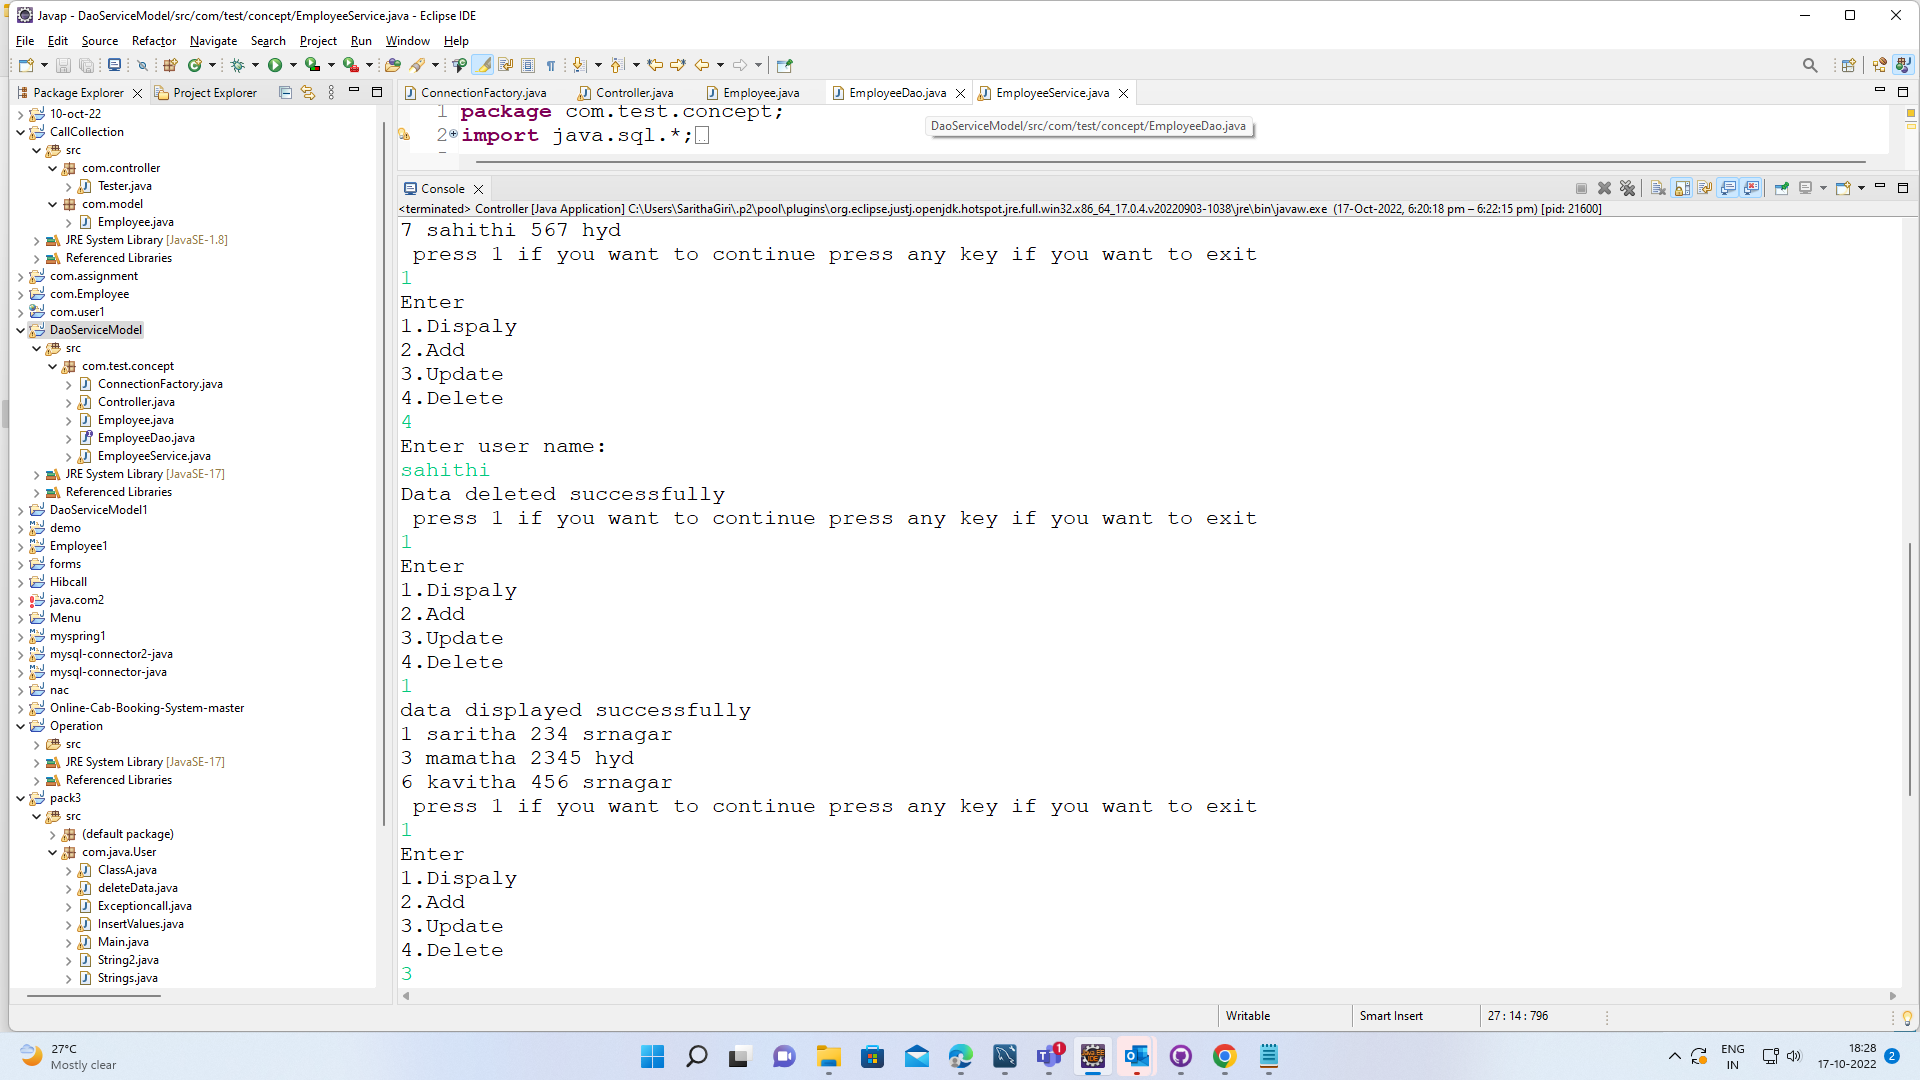 Javap - DaoServiceModel/src/com/test/concept/EmployeeService.java - Eclipse IDE
File Edit Source Refactor Navigate Search Project Run Window Help
Package Explorer Project Explorer
10-oct-22
CallCollection
src
com.controller
Tester.java
com.model
Employee.java
JRE System Library [JavaSE-1.8]
Referenced Libraries
com.assignment
com.Employee
com.user1
DaoServiceModel
src
com.test.concept
ConnectionFactory.java
Controller.java
Employee.java
EmployeeDao.java
EmployeeService.java
JRE System Library [JavaSE-17]
Referenced Libraries
DaoServiceModel1
demo
Employee1
forms
Hibcall
java.com2
Menu
myspring1
mysql-connector2-java
mysql-connector-java
nac
Online-Cab-Booking-System-master
Operation
src
JRE System Library [JavaSE-17]
Referenced Libraries
pack3
src
(default package)
com.java.User
ClassA.java
deleteData.java
Exceptioncall.java
InsertValues.java
Main.java
String2.java
Strings.java
ConnectionFactory.java Controller.java Employee.java EmployeeDao.java EmployeeService.java
1 package com.test.concept;
2 import java.sql.*;
DaoServiceModel/src/com/test/concept/EmployeeDao.java
Console
<terminated> Controller [Java Application] C:\Users\SarithaGiri\.p2\pool\plugins\org.eclipse.justj.openjdk.hotspot.jre.full.win32.x86_64_17.0.4.v20220903-1038\jre\bin\javaw.exe (17-Oct-2022, 6:20:18 pm – 6:22:15 pm) [pid: 21600]
7 sahithi 567 hyd
press 1 if you want to continue press any key if you want to exit
1
Enter
1.Dispaly
2.Add
3.Update
4.Delete
4
Enter user name:
sahithi
Data deleted successfully
press 1 if you want to continue press any key if you want to exit
1
Enter
1.Dispaly
2.Add
3.Update
4.Delete
1
data displayed successfully
1 saritha 234 srnagar
3 mamatha 2345 hyd
6 kavitha 456 srnagar
press 1 if you want to continue press any key if you want to exit
1
Enter
1.Dispaly
2.Add
3.Update
4.Delete
3
Writable Smart Insert 27 : 14 : 796
27°C
Mostly clear
1
ENG
IN
18:28
17-10-2022
2